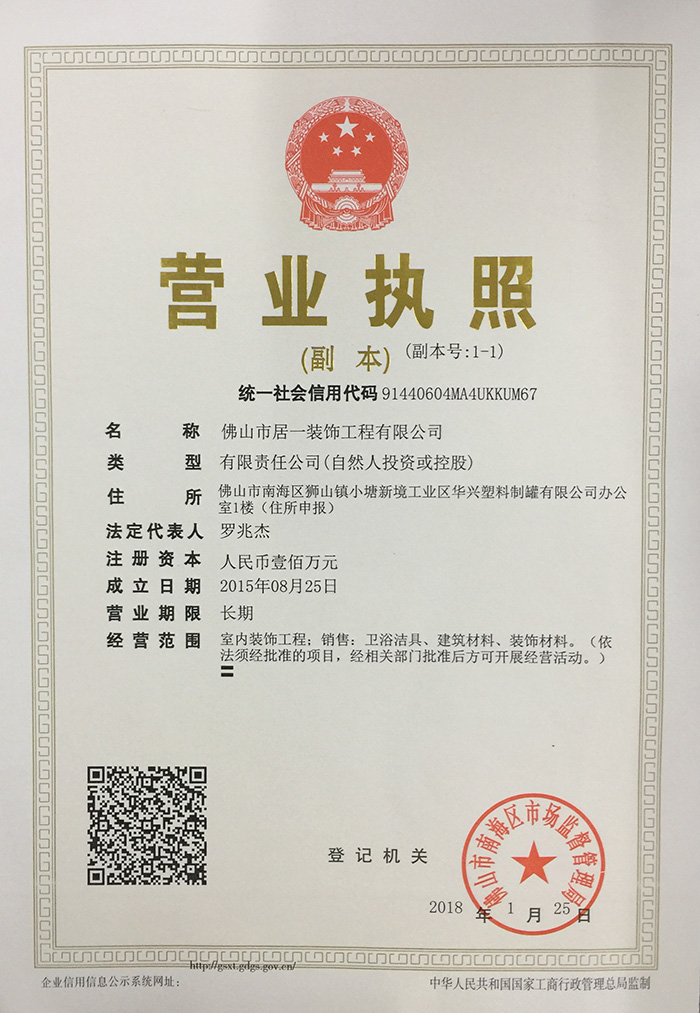 营业执照
(副 本) (副本号:1-1)
统一社会信用代码 91440604MA4UKKUM67
名 称 佛山市居一装饰工程有限公司
类 型 有限责任公司(自然人投资或控股)
住 所 佛山市南海区狮山镇小塘新境工业区华兴塑料制罐有限公司办公
室1楼（住所申报）
法定代表人 罗兆杰
注册资本 人民币壹佰万元
成立日期 2015年08月25日
营业期限 长期
经营范围 室内装饰工程；销售：卫浴洁具、建筑材料、装饰材料。（依
法须经批准的项目，经相关部门批准后方可开展经营活动。）
登记机关
佛山市南海区市场监督管理局
2018 年 1 月 25 日
http://gsxt.gdgs.gov.cn/
企业信用信息公示系统网址：
中华人民共和国国家工商行政管理总局监制